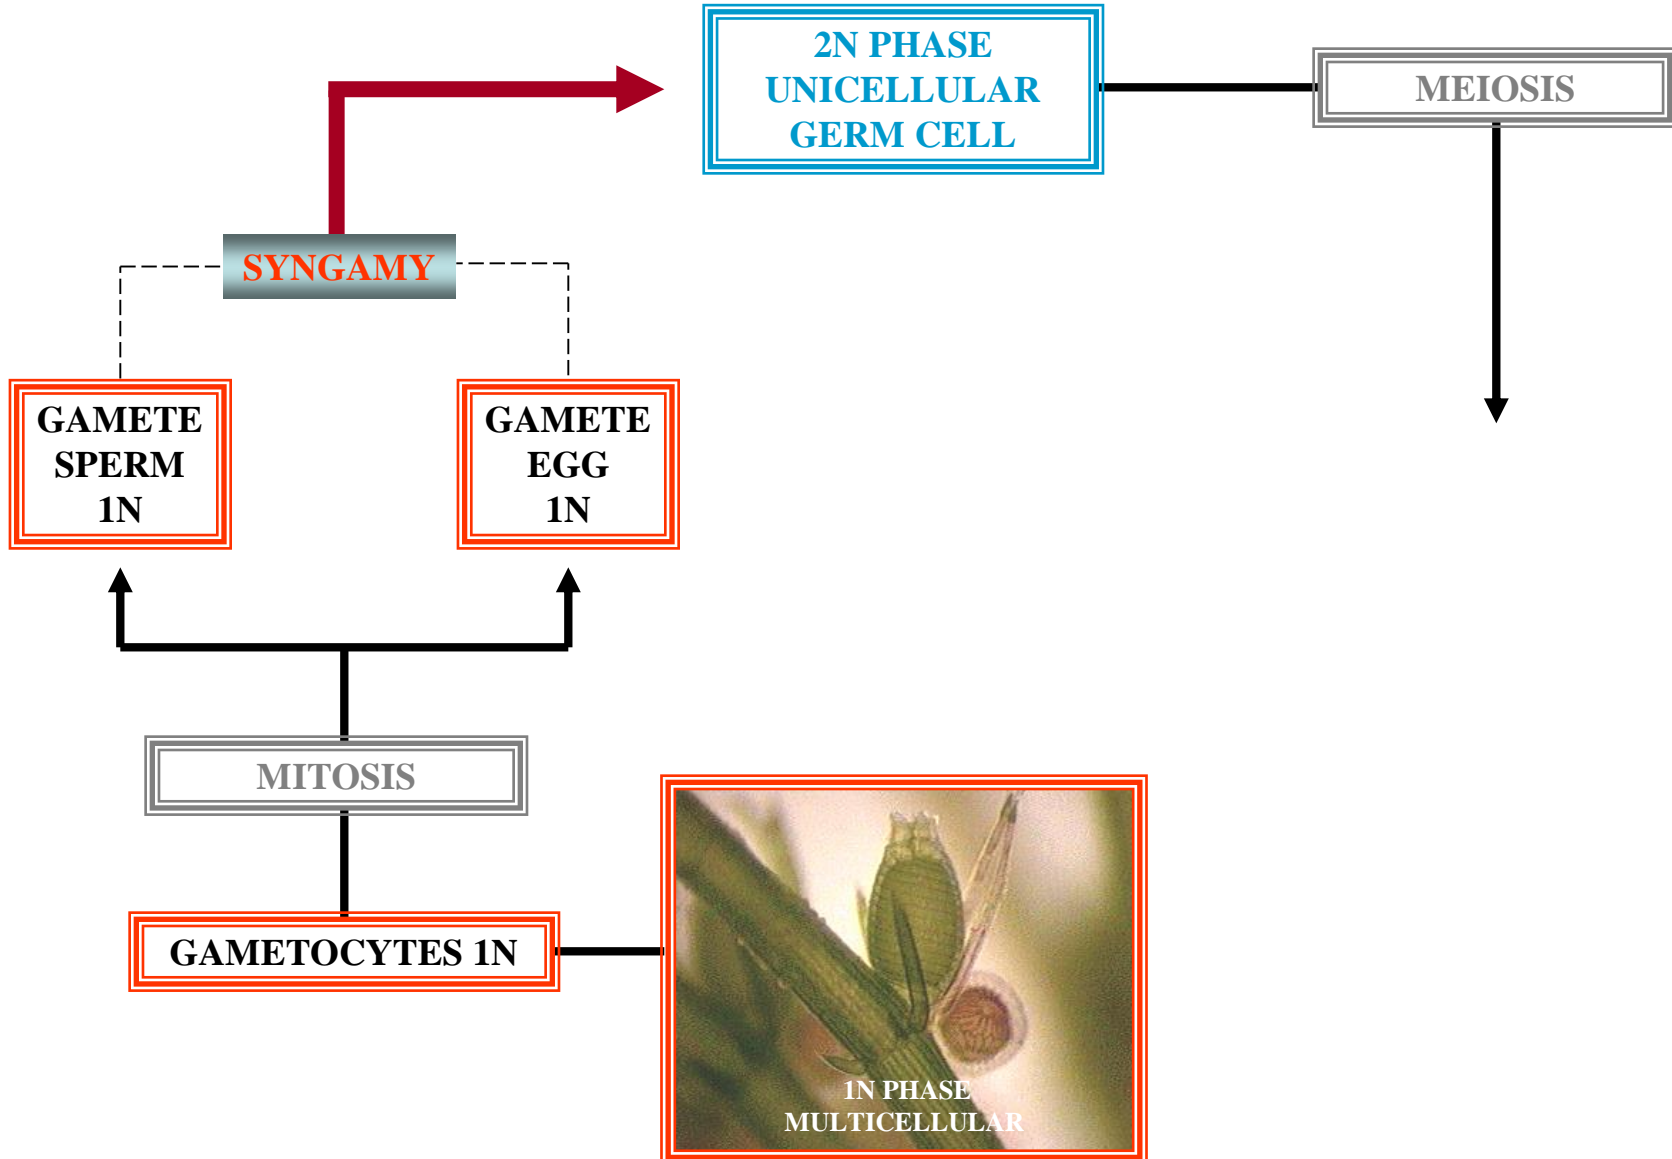 2N PHASE
UNICELLULAR
GERM CELL
MEIOSIS
SYNGAMY
GAMETE
SPERM
1N
GAMETE
EGG
1N
MITOSIS
GAMETOCYTES 1N
1N PHASE
MULTICELLULAR